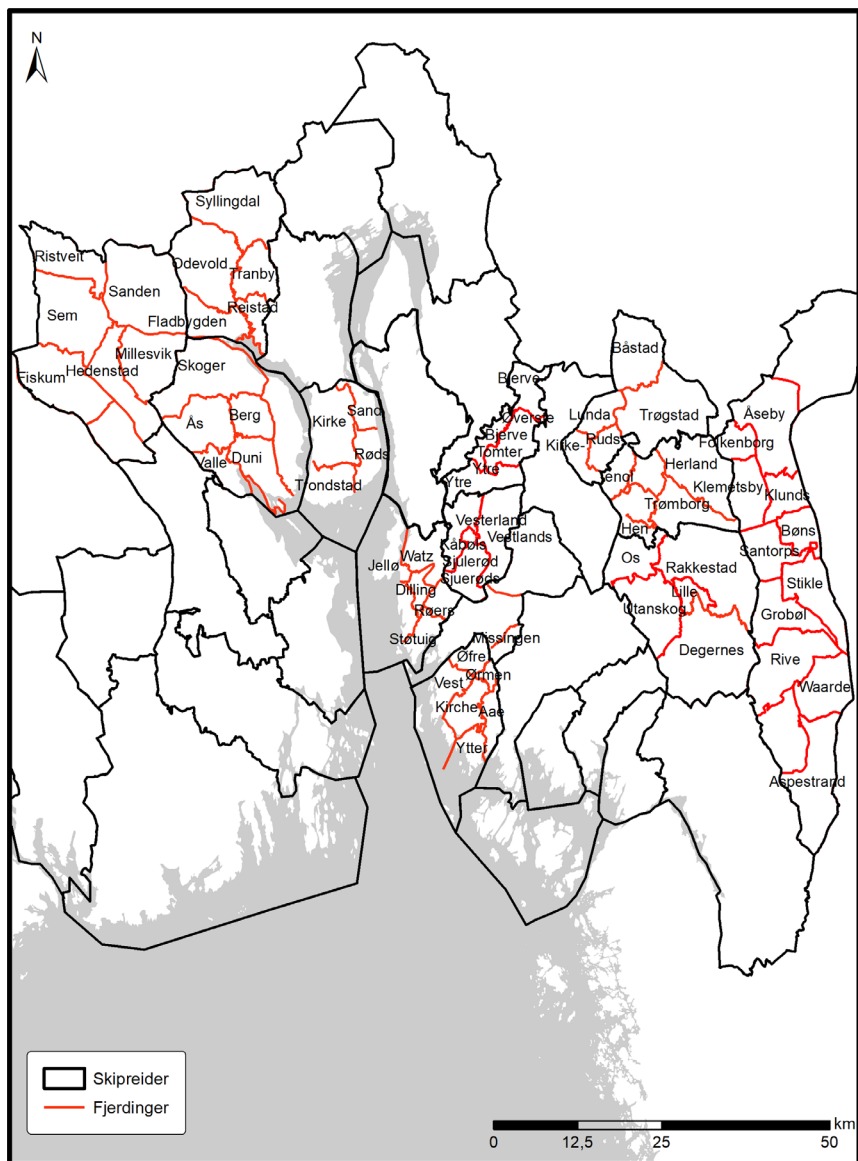 N
Syllingdal
Ristveit
Odevold
Tranby
Sanden
Reistad
Sem
Fladbygden
Millesvik
Skoger
Hedenstad
Fiskum
Ås
Berg
Kirke
Sand
Valle
Duni
Røds
Trondstad
Båstad
Bjerve
Lunda
Trøgstad
Åseby
Øverste
Bjerve
Kirke-
Ruds
Folkenborg
Tømter
Ytre
Ytre
Herland
Klemetsby
Klunds
Trømborg
Vesterland
Vestlands
Hen
Bøns
Kåbøls
Sjulerød
Sjuerøds
Watz
Jellø
Os
Rakkestad
Santorps
Dilling
Lille
Stikle
Røers
Utanskog
Grobøl
Støtuig
Missingen
Degernes
Øfre
Rive
Ørmen
Vest
Waarde
Kirche
Aae
Ytter
Aspestrand
Skipreider
Fjerdinger
km
0
12,5
25
50